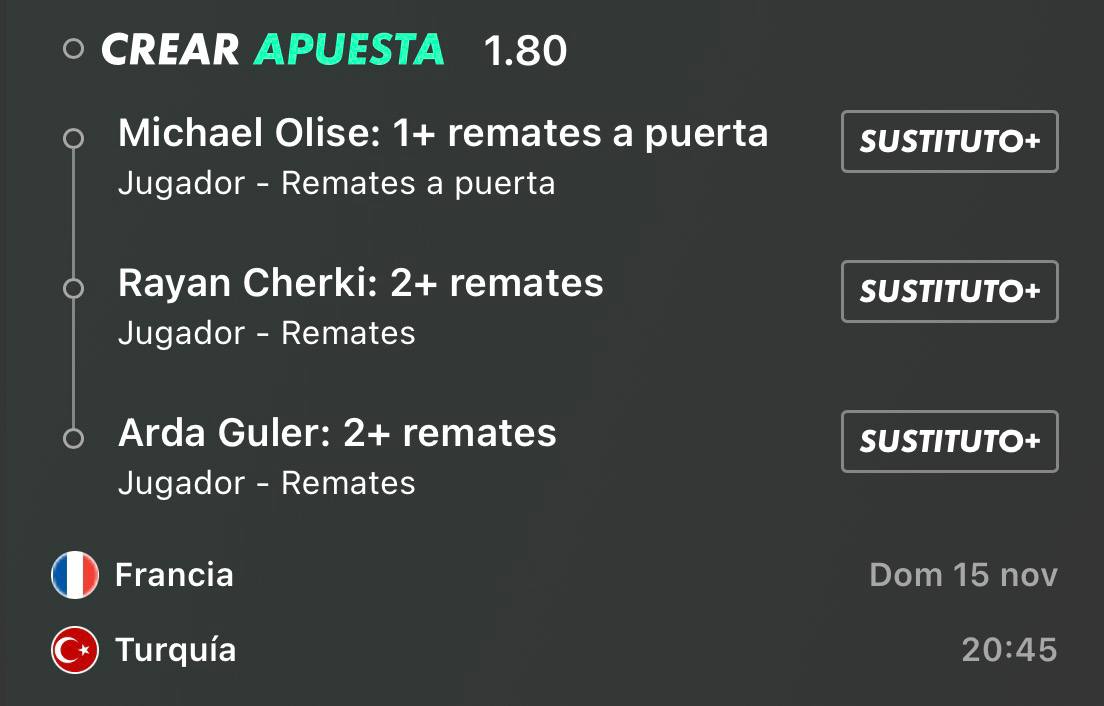 CREAR APUESTA 1.80
Michael Olise: 1+ remates a puerta SUSTITUTO+
Jugador - Remates a puerta
Rayan Cherki: 2+ remates SUSTITUTO+
Jugador - Remates
Arda Guler: 2+ remates SUSTITUTO+
Jugador - Remates
Francia Dom 15 nov
Turquía 20:45